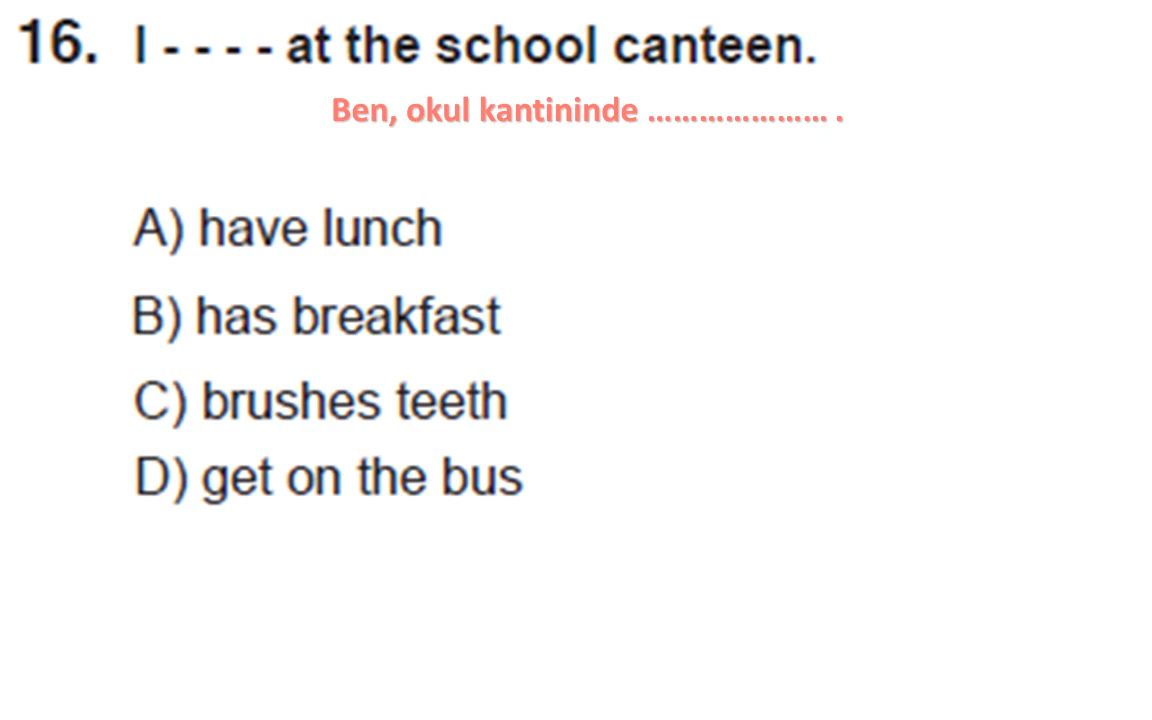 16. I - - - - at the school canteen.
Ben, okul kantininde ………………… .
A) have lunch
B) has breakfast
C) brushes teeth
D) get on the bus